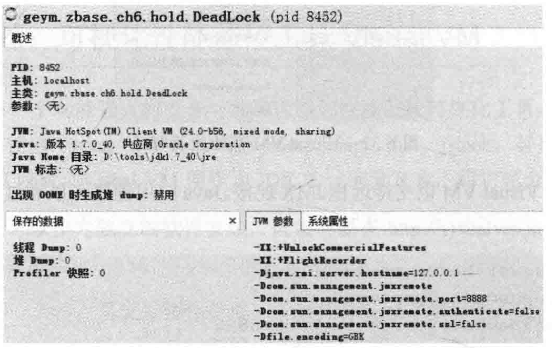 geym.zbase.ch6.hold.DeadLock (pid 8452)
概述
PID: 8452
主机: localhost
主类: geym.zbase.ch6.hold.DeadLock
参数: <无>
JVM: Java HotSpot(TM) Client VM (24.0-b56, mixed mode, sharing)
Java: 版本 1.7.0_40, 供应商 Oracle Corporation
Java Home 目录: D:\tools\jdk1.7_40\jre
JVM 标志: <无>
出现 OOME 时生成堆 dump: 禁用
保存的数据 ×
线程 Dump: 0
堆 Dump: 0
Profiler 快照: 0
JVM 参数 系统属性
-XX:+UnlockCommercialFeatures
-XX:+FlightRecorder
-Djava.rmi.server.hostname=127.0.0.1
-Dcom.sun.management.jmxremote
-Dcom.sun.management.jmxremote.port=8888
-Dcom.sun.management.jmxremote.authenticate=false
-Dcom.sun.management.jmxremote.ssl=false
-Dfile.encoding=GBK